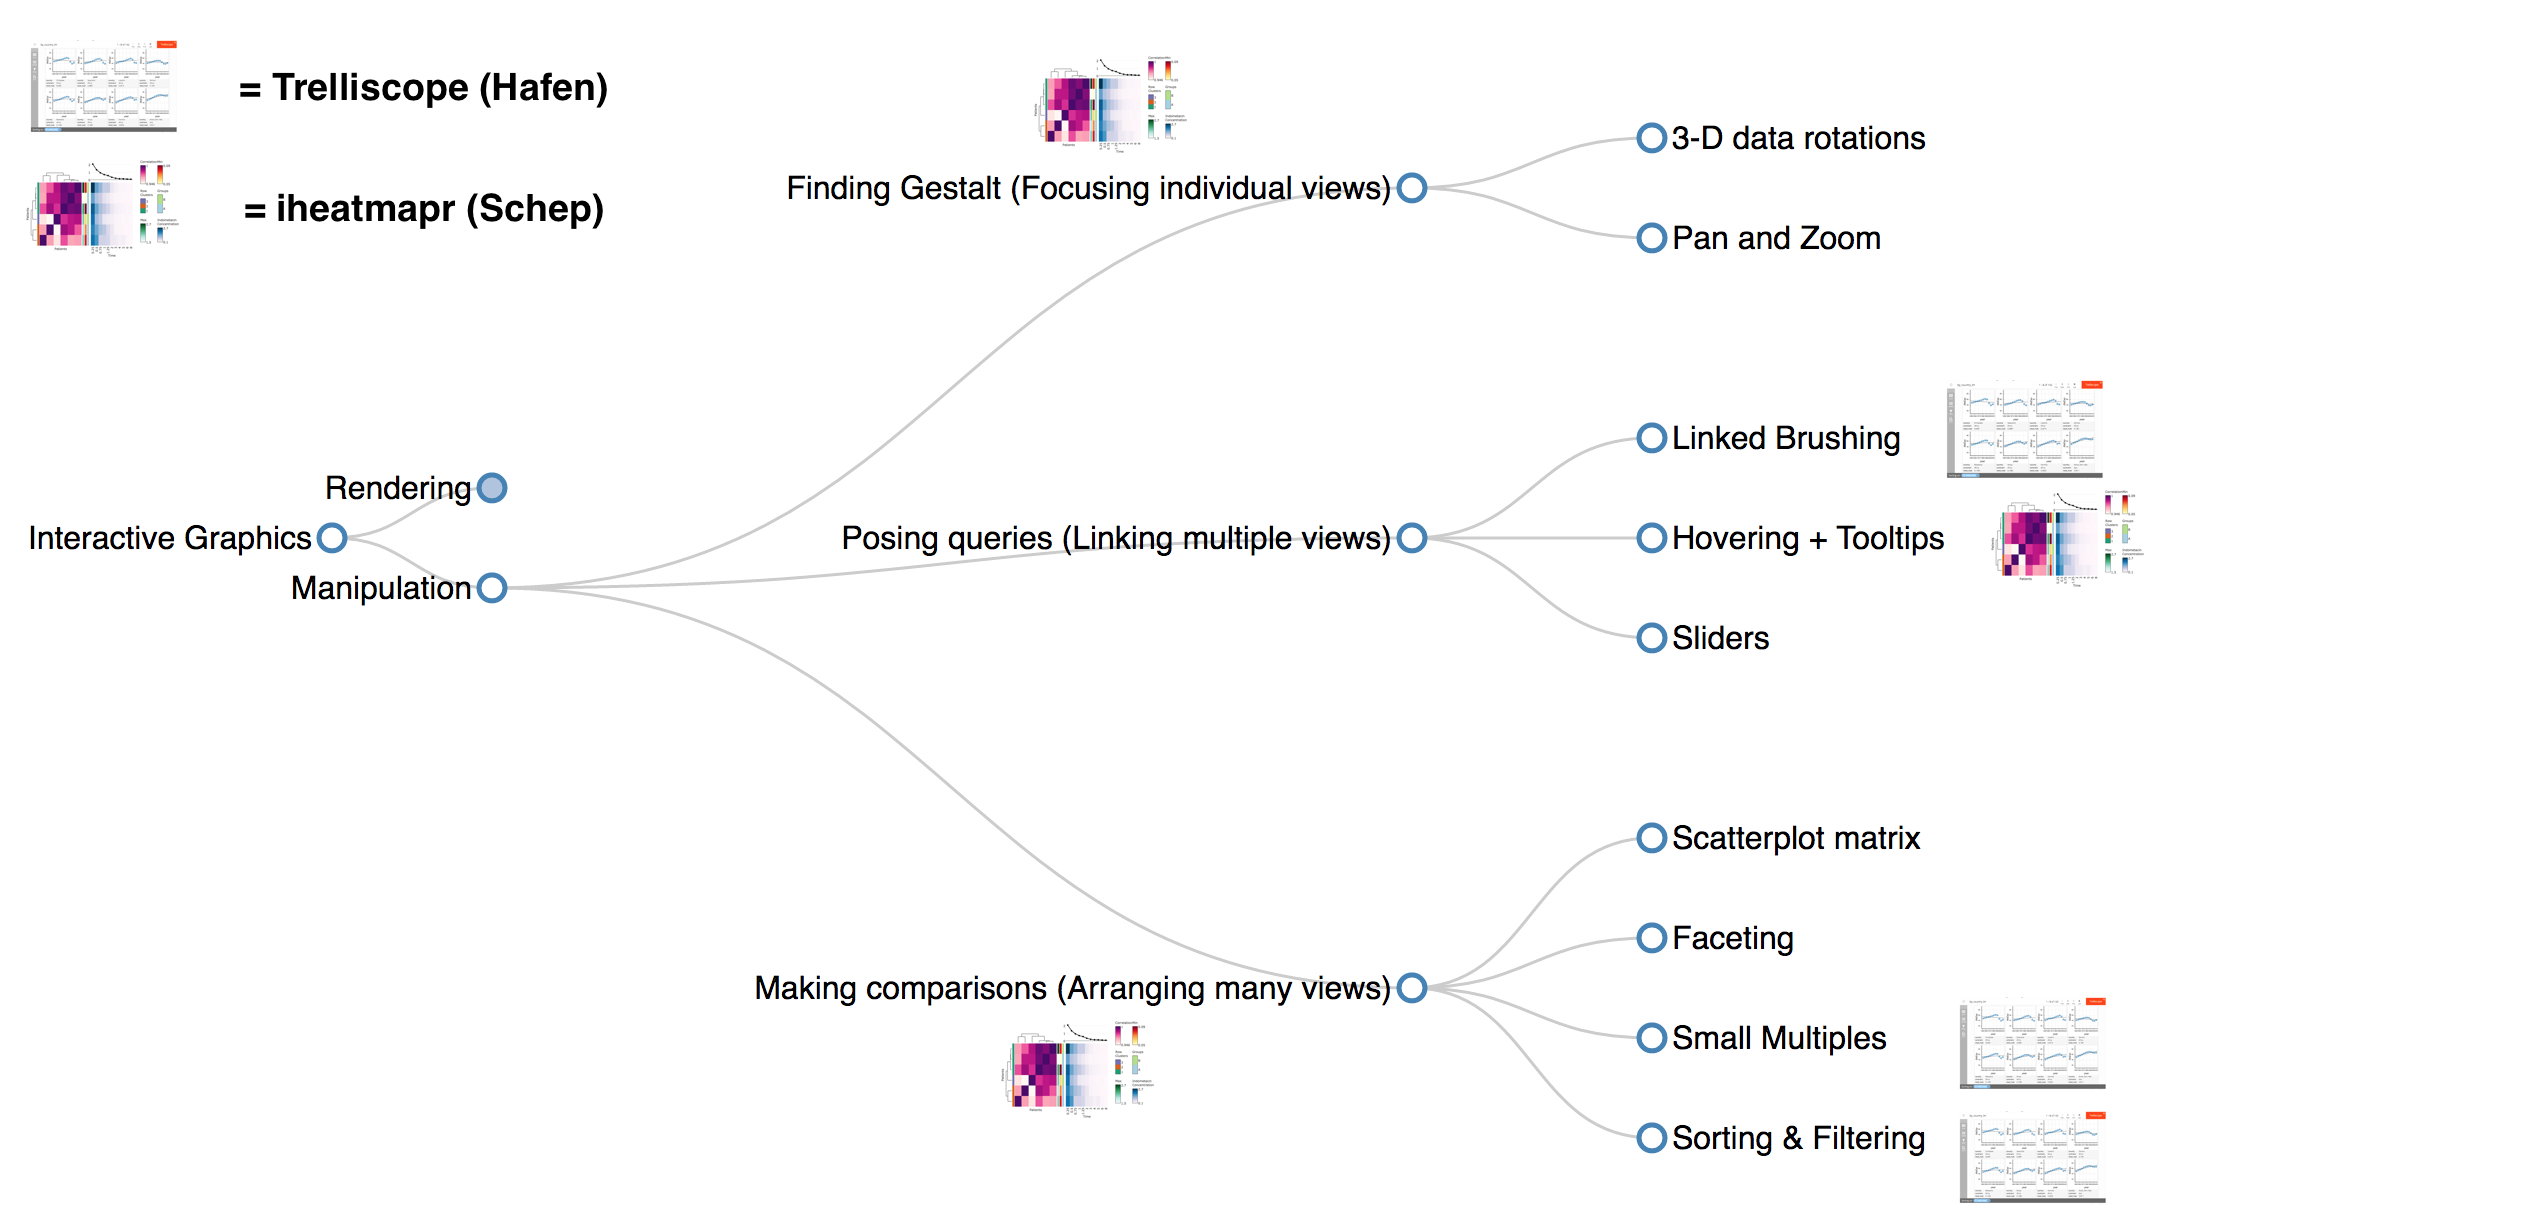 = Trelliscope (Hafen)
= iheatmapr (Schep)
Finding Gestalt (Focusing individual views)
3-D data rotations
Pan and Zoom
Linked Brushing
Rendering
Interactive Graphics
Posing queries (Linking multiple views)
Hovering + Tooltips
Manipulation
Sliders
Scatterplot matrix
Faceting
Making comparisons (Arranging many views)
Small Multiples
Sorting & Filtering